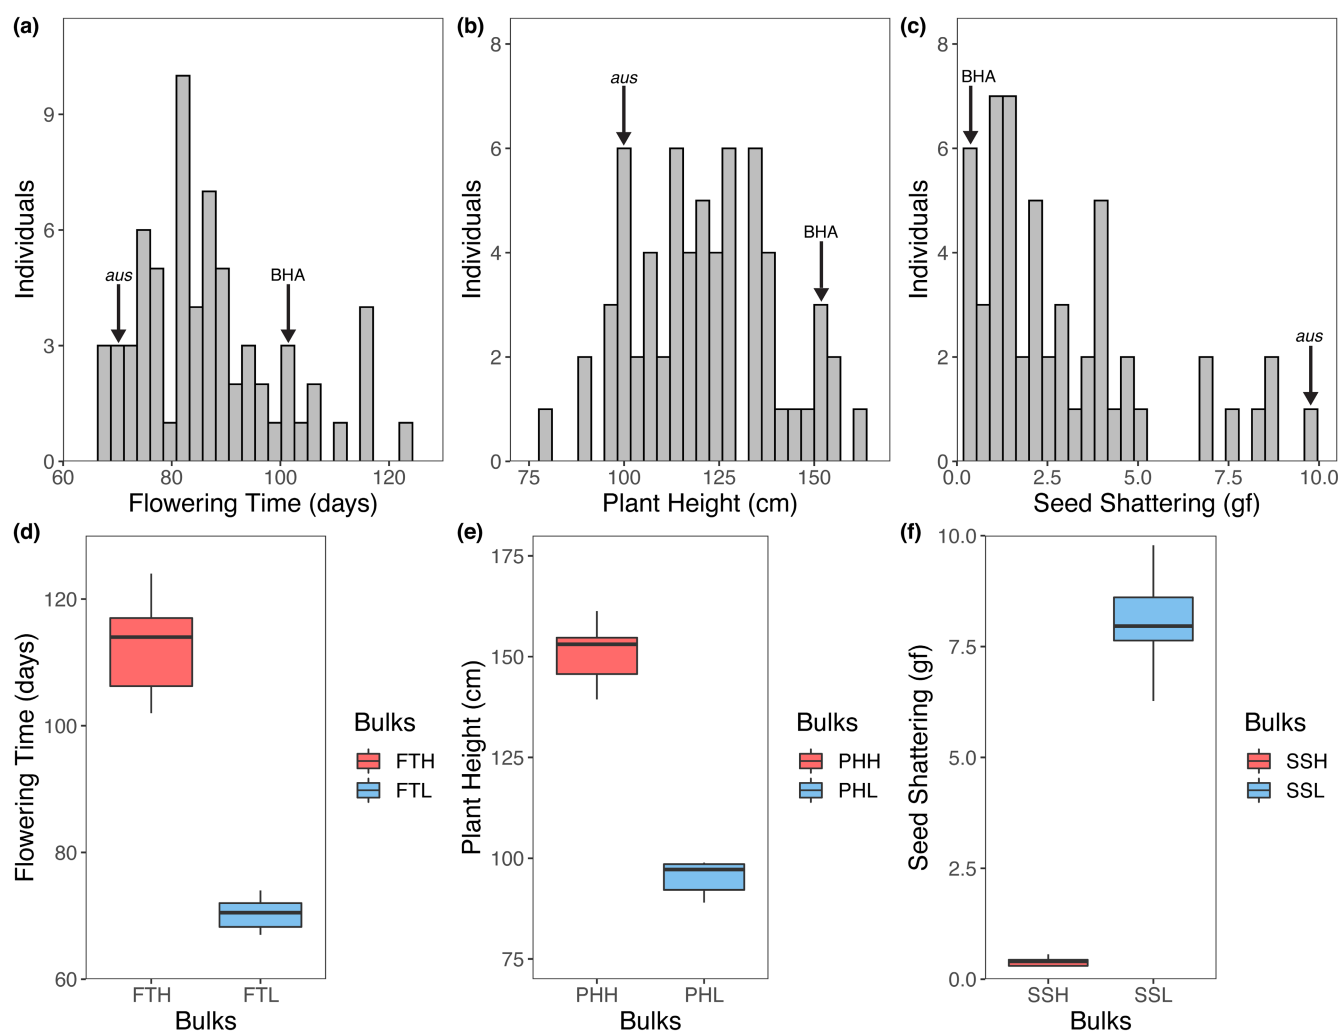 (a)
Individuals
9
6
3
0
aus
BHA
60
80
100
120
Flowering Time (days)
(b)
Individuals
8
6
4
2
0
aus
BHA
75
100
125
150
Plant Height (cm)
(c)
Individuals
8
6
4
2
0
BHA
aus
0.0
2.5
5.0
7.5
10.0
Seed Shattering (gf)
(d)
Flowering Time (days)
120
100
80
60
FTH
FTL
Bulks
Bulks
FTH
FTL
(e)
Plant Height (cm)
175
150
125
100
75
PHH
PHL
Bulks
Bulks
PHH
PHL
(f)
Seed Shattering (gf)
10.0
7.5
5.0
2.5
0.0
SSH
SSL
Bulks
Bulks
SSH
SSL